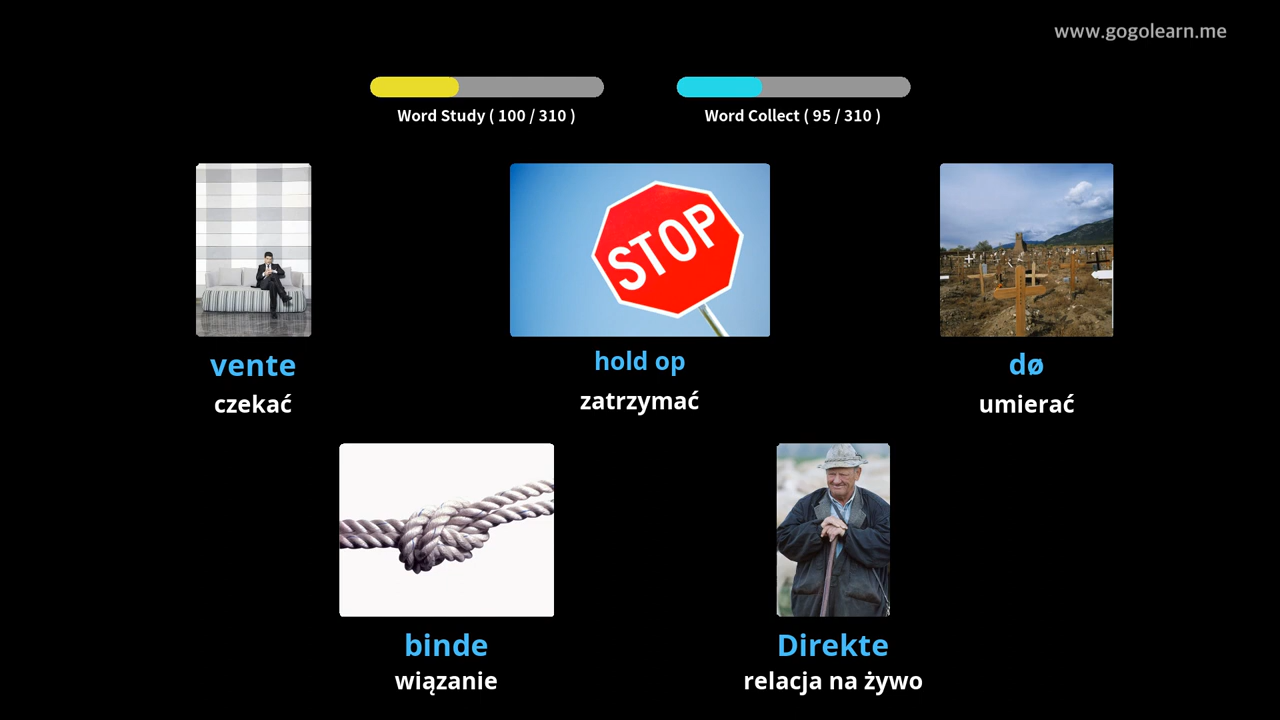 www.gogolearn.me
Word Study ( 100 / 310 )
Word Collect ( 95 / 310 )
STOP
vente
czekać
hold op
zatrzymać
dø
umierać
binde
wiązanie
Direkte
relacja na żywo